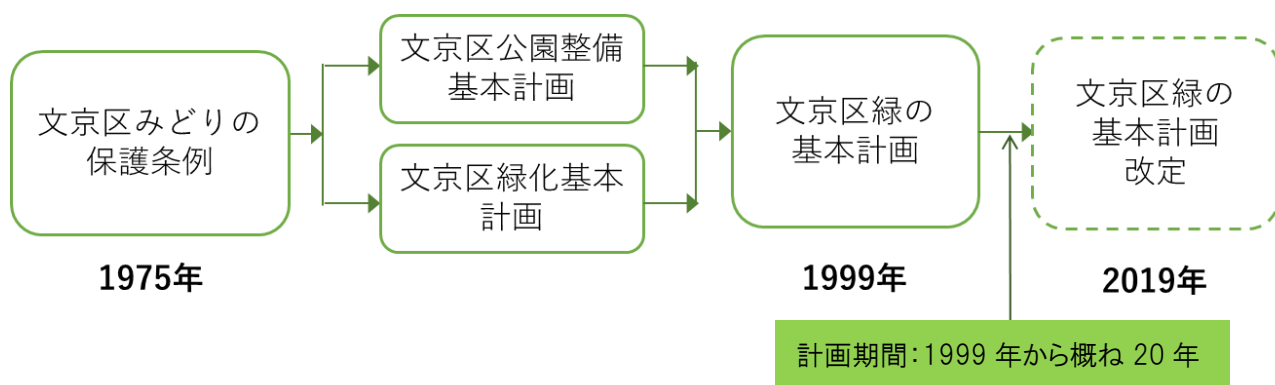 文京区みどりの
保護条例
1975年
文京区公園整備
基本計画
文京区緑化基本
計画
文京区緑の
基本計画
1999年
文京区緑の
基本計画
改定
2019年
計画期間：1999 年から概ね 20 年